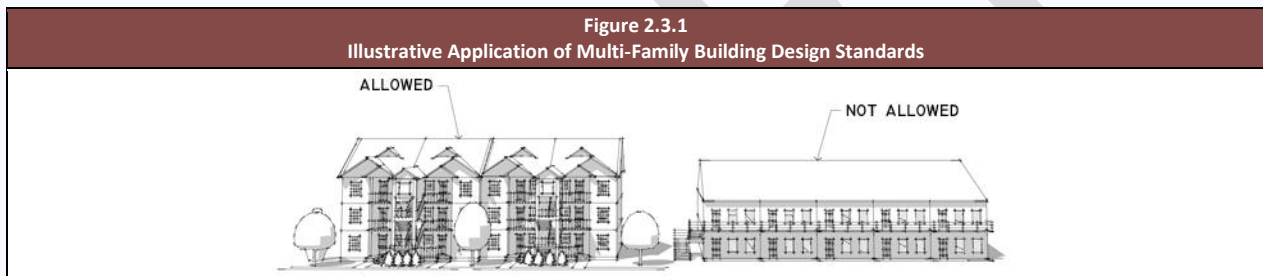 Figure 2.3.1
Illustrative Application of Multi-Family Building Design Standards
ALLOWED
NOT ALLOWED